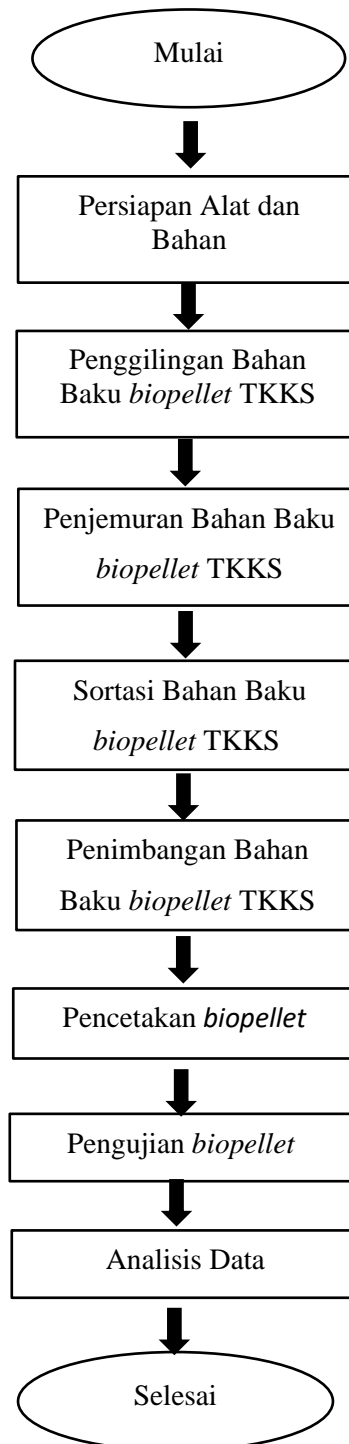 Mulai
Persiapan Alat dan
Bahan
Penggilingan Bahan
Baku biopellet TKKS
Penjemuran Bahan Baku
biopellet TKKS
Sortasi Bahan Baku
biopellet TKKS
Penimbangan Bahan
Baku biopellet TKKS
Pencetakan biopellet
Pengujian biopellet
Analisis Data
Selesai